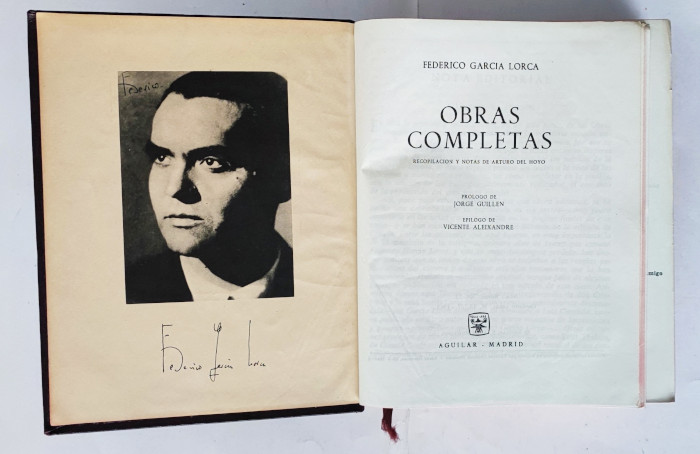 Federico
Federico García Lorca
FEDERICO GARCIA LORCA
OBRAS
COMPLETAS
RECOPILACION Y NOTAS DE ARTURO DEL HOYO
PROLOGO DE
JORGE GUILLEN
EPILOGO DE
VICENTE ALEIXANDRE
AGUILAR - MADRID
amigo